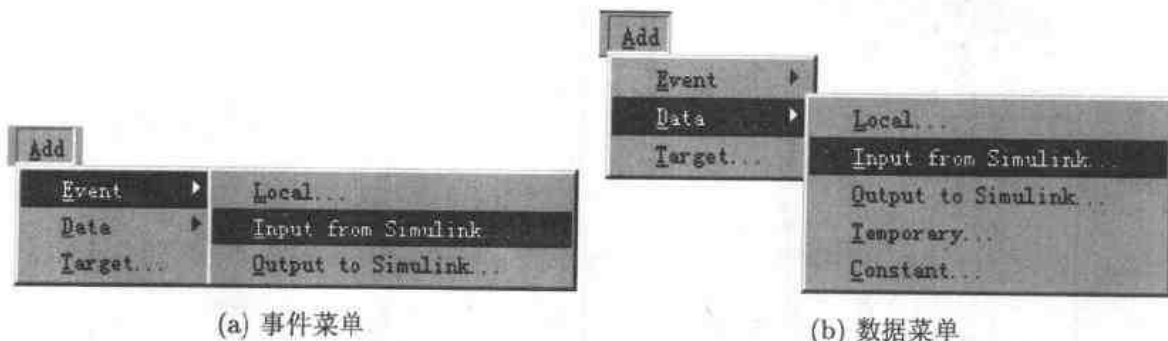 Add
Event
Data
Target...
Local...
Input from Simulink
Output to Simulink...
(a) 事件菜单
Add
Event
Data
Target...
Local...
Input from Simulink...
Output to Simulink...
Temporary...
Constant...
(b) 数据菜单